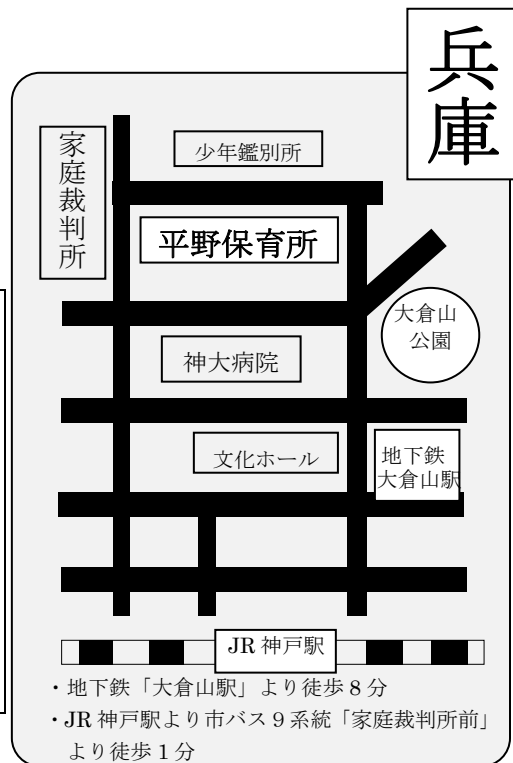 兵庫
家庭裁判所
少年鑑別所
平野保育所
大倉山
公園
神大病院
文化ホール
地下鉄
大倉山駅
JR 神戸駅
・地下鉄「大倉山駅」より徒歩 8 分
・JR 神戸駅より市バス 9 系統「家庭裁判所前」
より徒歩 1 分